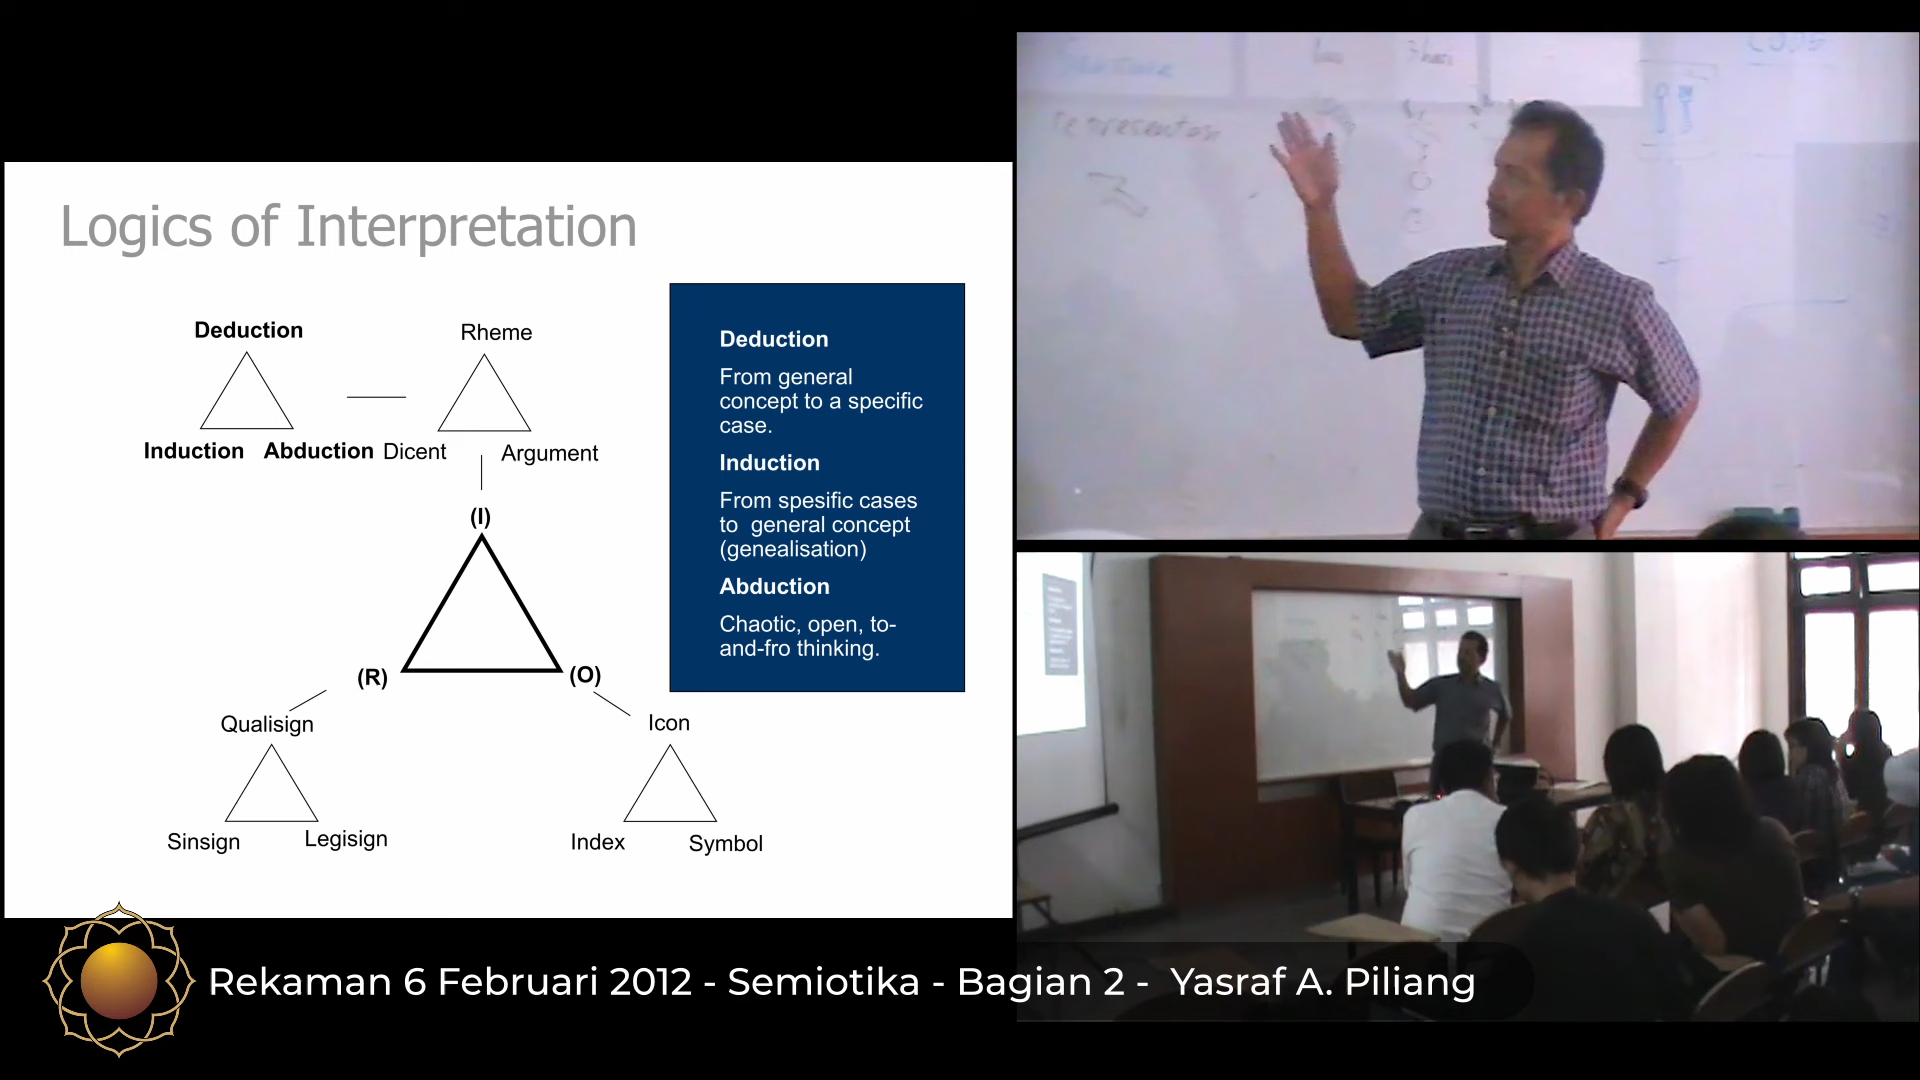 Logics of Interpretation
Deduction
Rheme
Induction Abduction Dicent Argument
(I)
(R)
(O)
Qualisign
Icon
Sinsign
Legisign
Index
Symbol
Deduction
From general
concept to a specific
case.
Induction
From spesific cases
to general concept
(genealisation)
Abduction
Chaotic, open, to-
and-fro thinking.
representasi
Rekaman 6 Februari 2012 - Semiotika - Bagian 2 - Yasraf A. Piliang